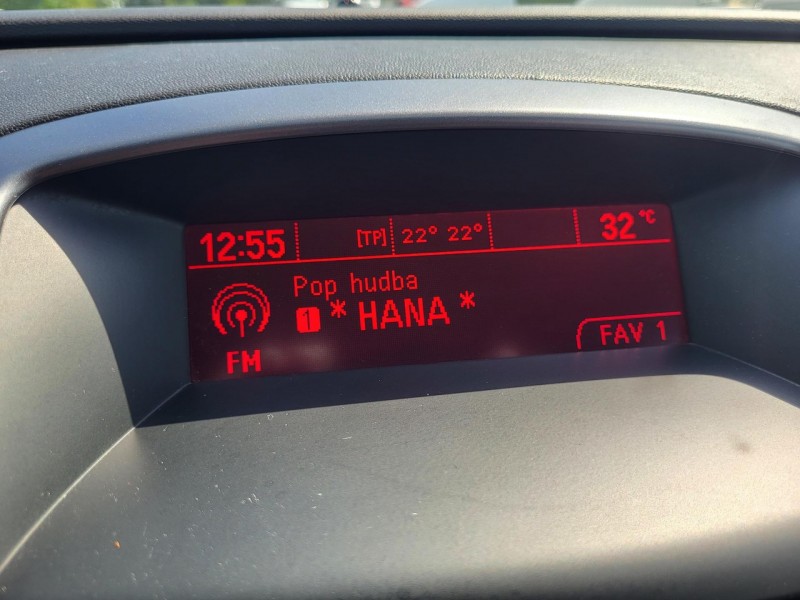 12:55 [TP] 22° 22° 32°C
Pop hudba
1 * HANA *
FM
FAV 1